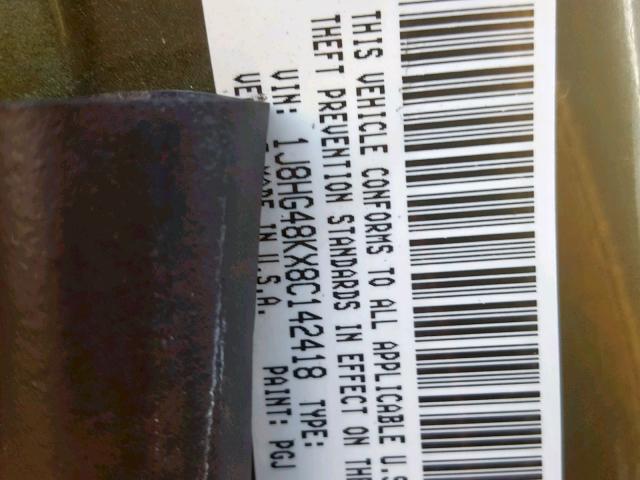 THIS VEHICLE CONFORMS TO ALL APPLICABLE U.S
THEFT PREVENTION STANDARDS IN EFFECT ON TH
VIN: 1J8HG48KX8C142418 TYPE:
MADE IN U.S.A. PAINT: PGJ